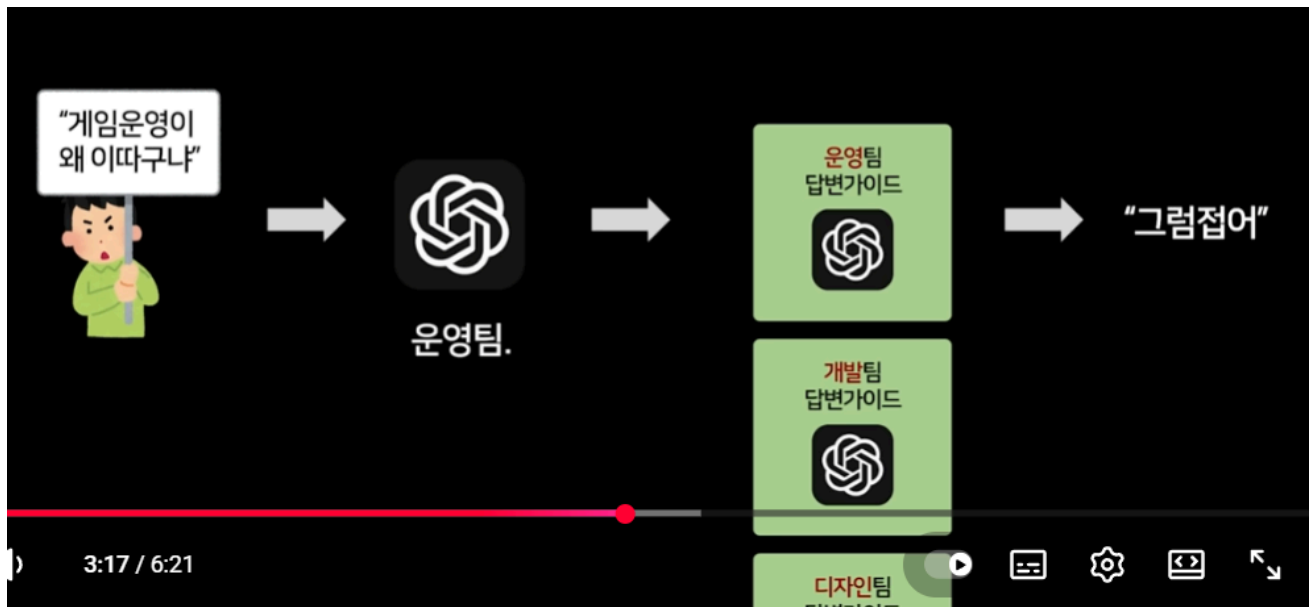 “게임운영이
왜 이따구냐”
운영팀.
운영팀
답변가이드
개발팀
답변가이드
디자인팀
“그럼접어”
3:17 / 6:21